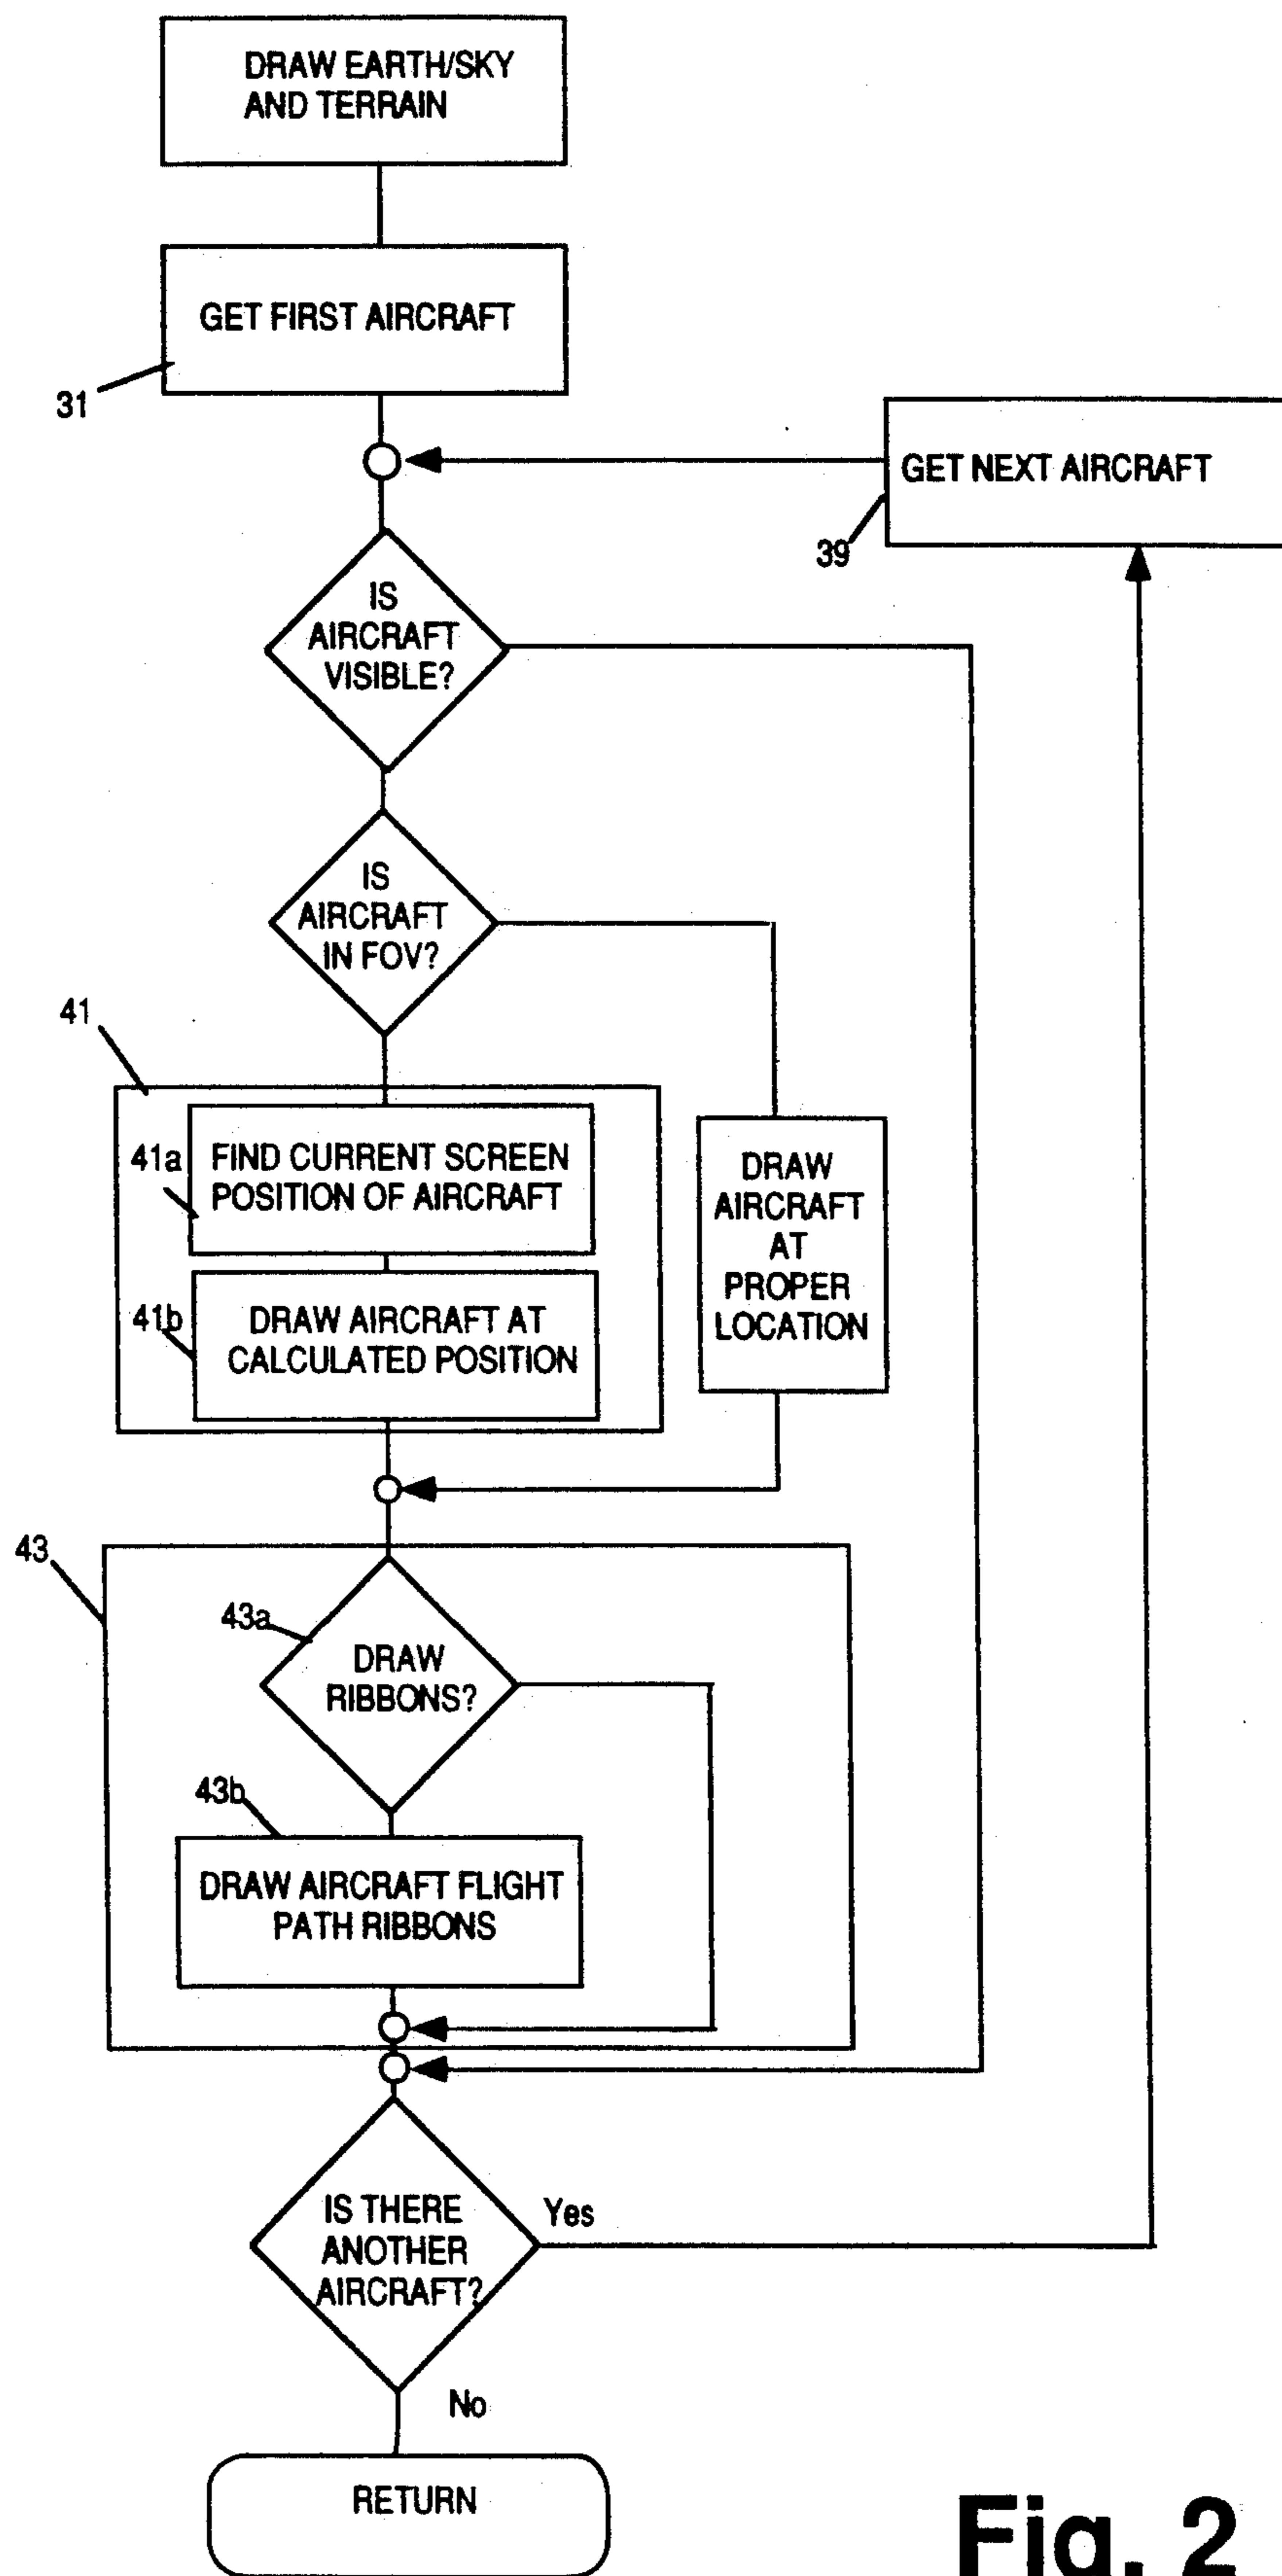 DRAW EARTH/SKY
AND TERRAIN
GET FIRST AIRCRAFT
31
GET NEXT AIRCRAFT
39
IS
AIRCRAFT
VISIBLE?
IS
AIRCRAFT
IN FOV?
41
41a
FIND CURRENT SCREEN
POSITION OF AIRCRAFT
41b
DRAW AIRCRAFT AT
CALCULATED POSITION
DRAW
AIRCRAFT
AT
PROPER
LOCATION
43
43a
DRAW
RIBBONS?
43b
DRAW AIRCRAFT FLIGHT
PATH RIBBONS
IS THERE
ANOTHER
AIRCRAFT?
Yes
No
RETURN
Fig. 2